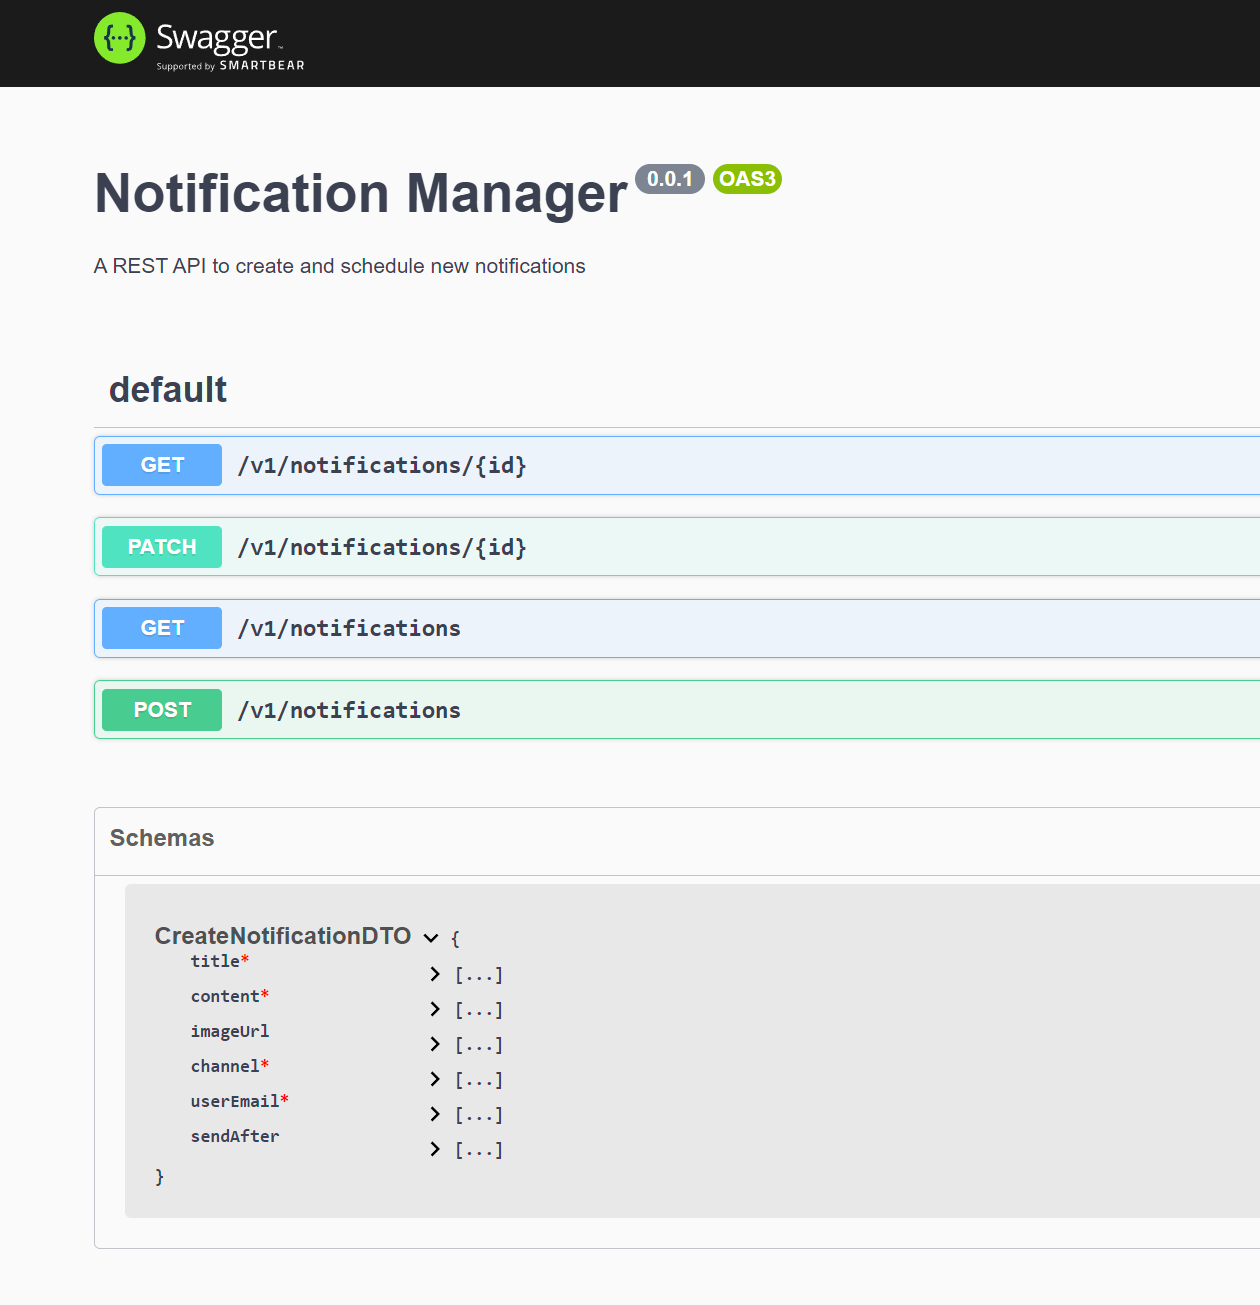 {...} Swagger™
Supported by SMARTBEAR
Notification Manager 0.0.1 OAS3
A REST API to create and schedule new notifications
default
GET /v1/notifications/{id}
PATCH /v1/notifications/{id}
GET /v1/notifications
POST /v1/notifications
Schemas
CreateNotificationDTO {
title* [...]
content* [...]
imageUrl [...]
channel* [...]
userEmail* [...]
sendAfter [...]
}